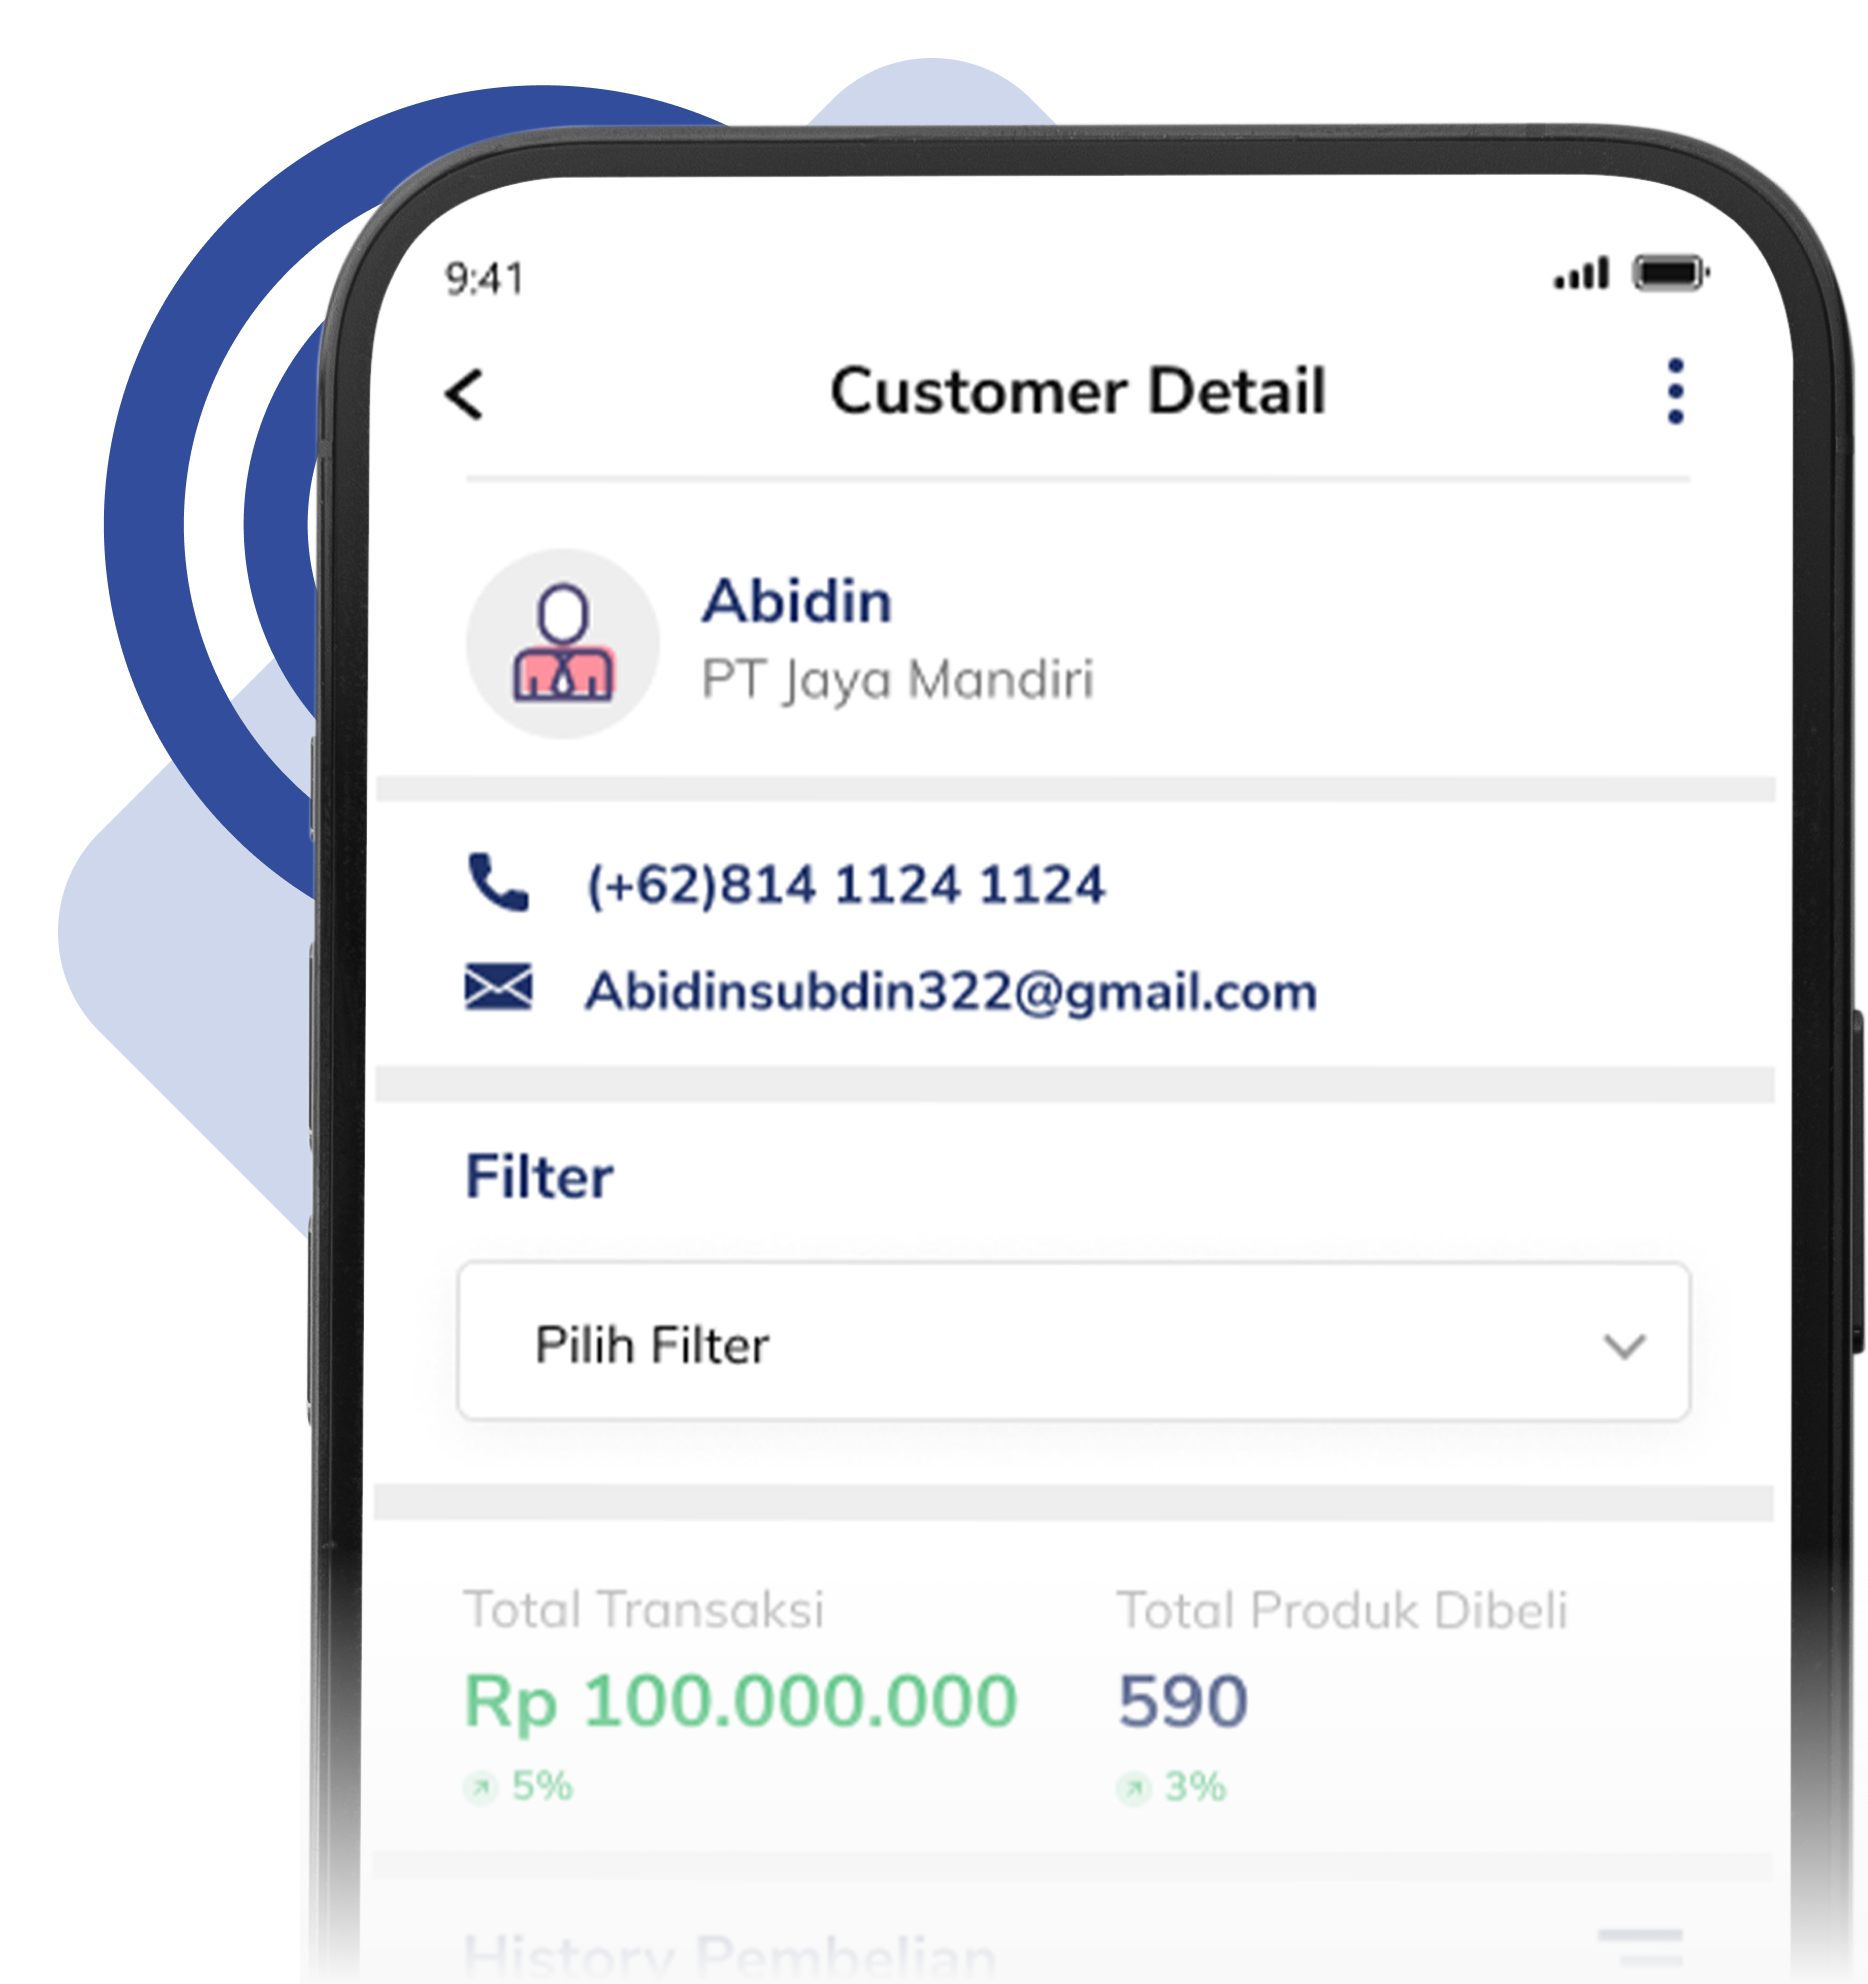 9:41
Customer Detail
Abidin
PT Jaya Mandiri
(+62)814 1124 1124
Abidinsubdin322@gmail.com
Filter
Pilih Filter
Total Transaksi
Total Produk Dibeli
Rp 100.000.000
590
5%
3%
History Pembelian